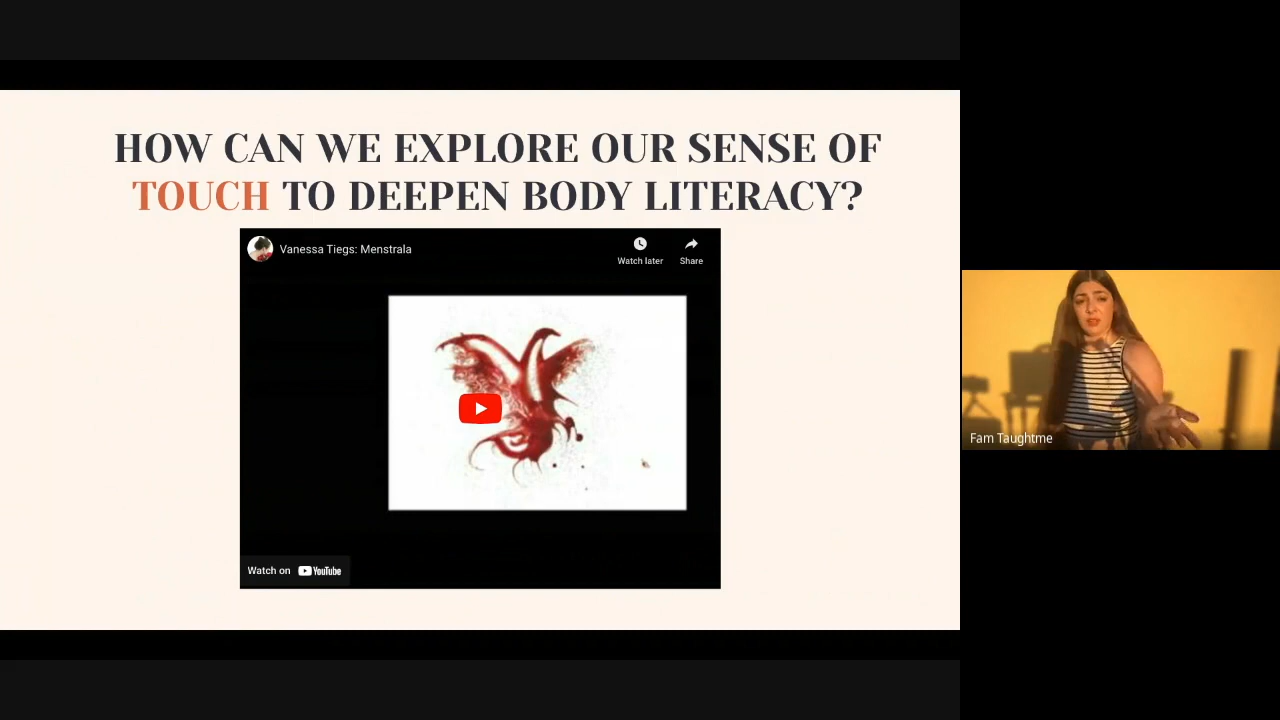 HOW CAN WE EXPLORE OUR SENSE OF
TOUCH TO DEEPEN BODY LITERACY?
Vanessa Tiegs: Menstrala
Watch later
Share
Watch on YouTube
Fam Taughtme